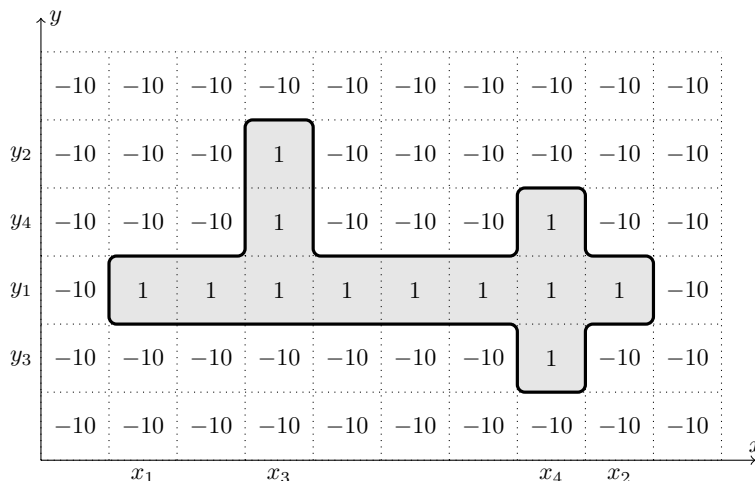 y
−10 −10 −10 −10 −10 −10 −10 −10 −10 −10
y₂ −10 −10 −10 1 −10 −10 −10 −10 −10 −10
y₄ −10 −10 −10 1 −10 −10 −10 1 −10 −10
y₁ −10 1 1 1 1 1 1 1 1 −10
y₃ −10 −10 −10 −10 −10 −10 −10 1 −10 −10
−10 −10 −10 −10 −10 −10 −10 −10 −10 −10
x
x₁ x₃ x₄ x₂